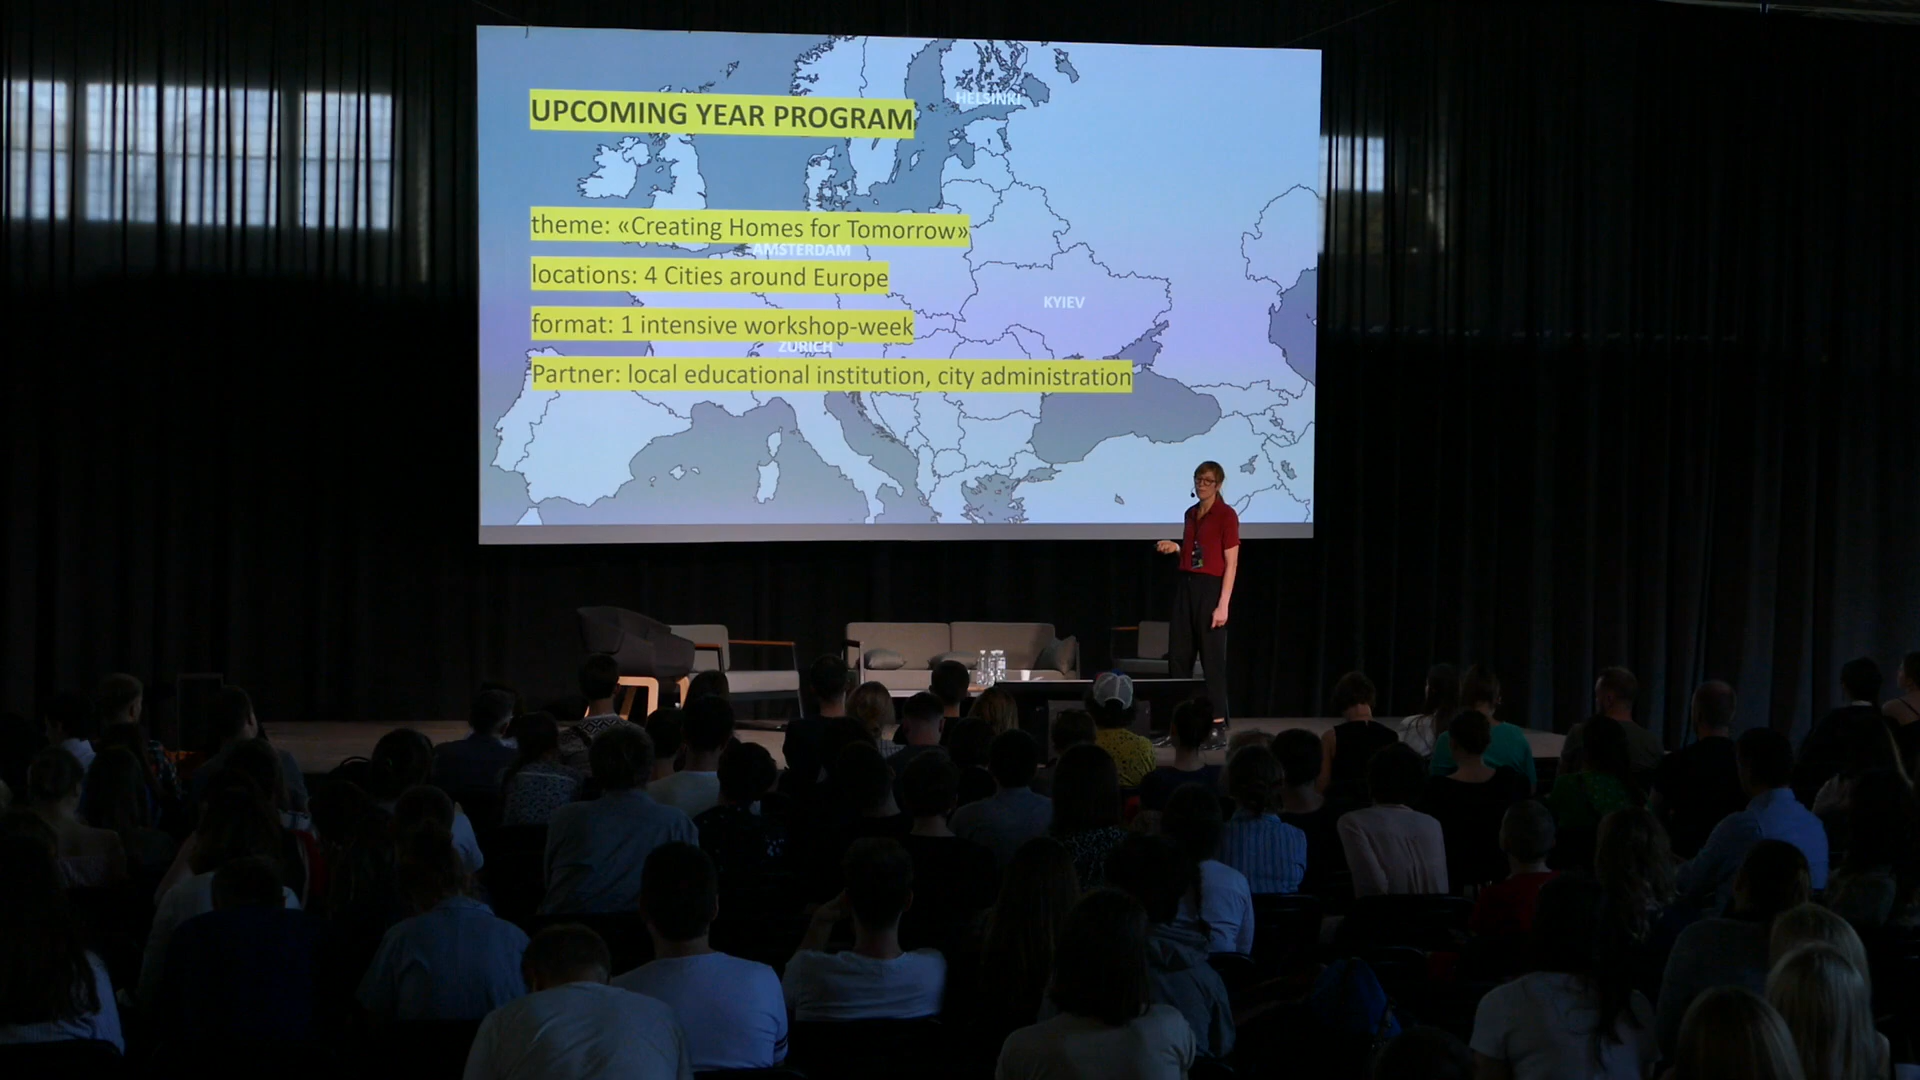 HELSINKI
UPCOMING YEAR PROGRAM
theme: «Creating Homes for Tomorrow»
AMSTERDAM
locations: 4 Cities around Europe
KYIEV
format: 1 intensive workshop-week
ZURICH
Partner: local educational institution, city administration